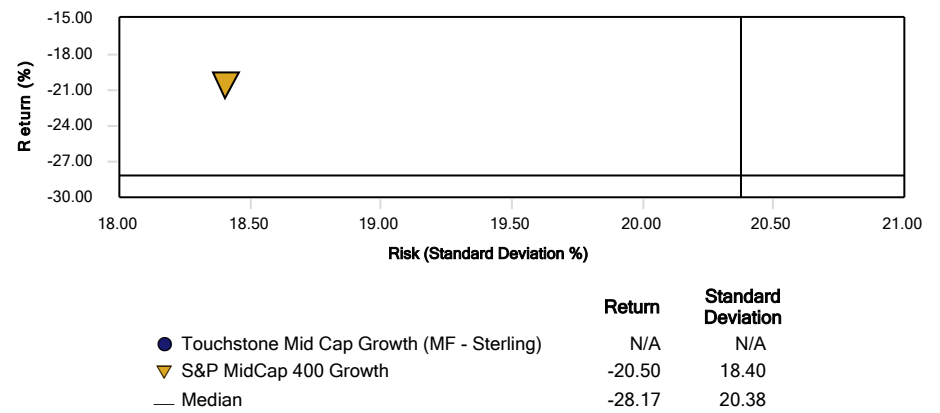 -15.00
-18.00
-21.00
-24.00
-27.00
-30.00
Return (%)
18.00 18.50 19.00 19.50 20.00 20.50 21.00
Risk (Standard Deviation %)
Return Standard Deviation
Touchstone Mid Cap Growth (MF - Sterling) N/A N/A
S&P MidCap 400 Growth -20.50 18.40
Median -28.17 20.38